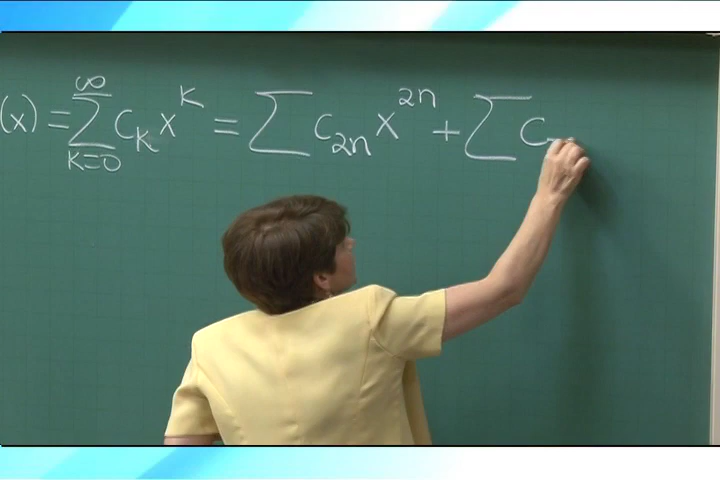 (x) = ∑_{k=0}^{∞} c_k x^k = ∑ c_{2n} x^{2n} + ∑ c